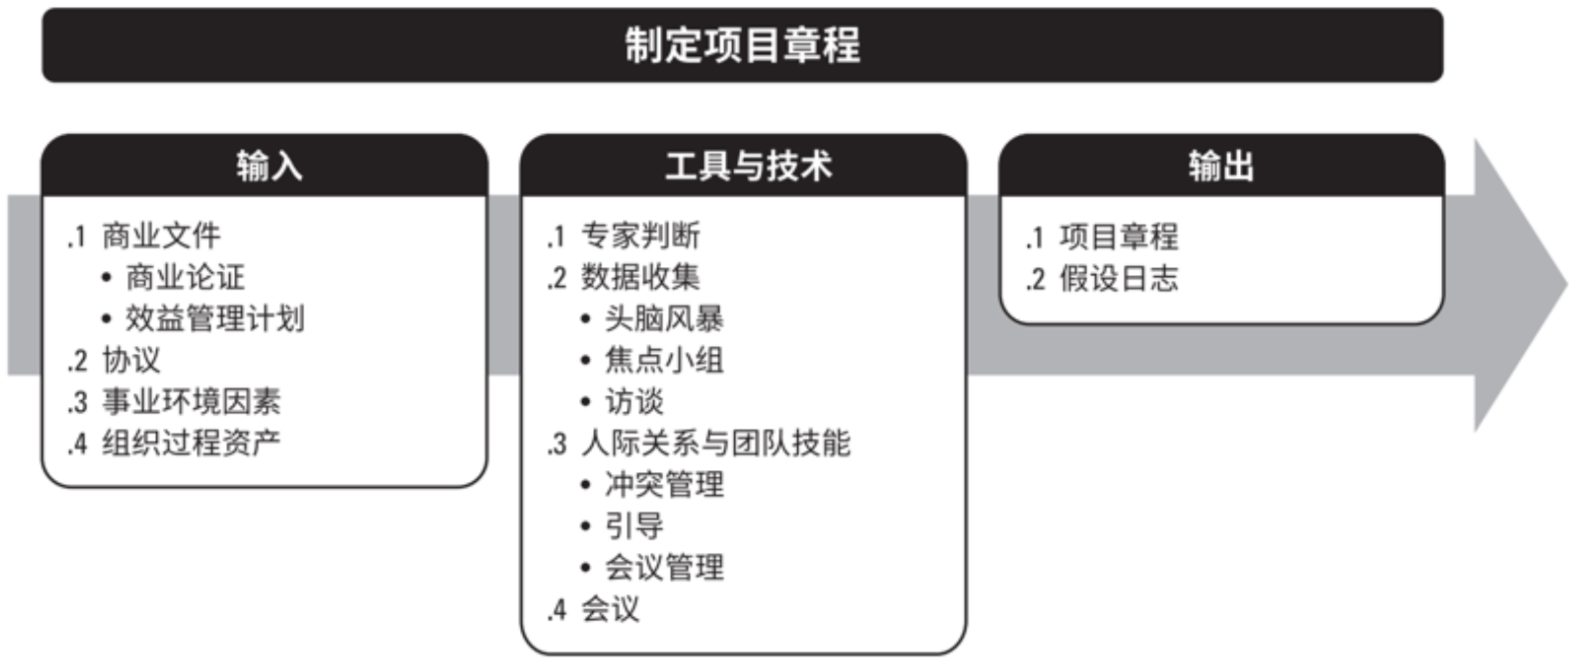 制定项目章程
输入
.1 商业文件
• 商业论证
• 效益管理计划
.2 协议
.3 事业环境因素
.4 组织过程资产
工具与技术
.1 专家判断
.2 数据收集
• 头脑风暴
• 焦点小组
• 访谈
.3 人际关系与团队技能
• 冲突管理
• 引导
• 会议管理
.4 会议
输出
.1 项目章程
.2 假设日志